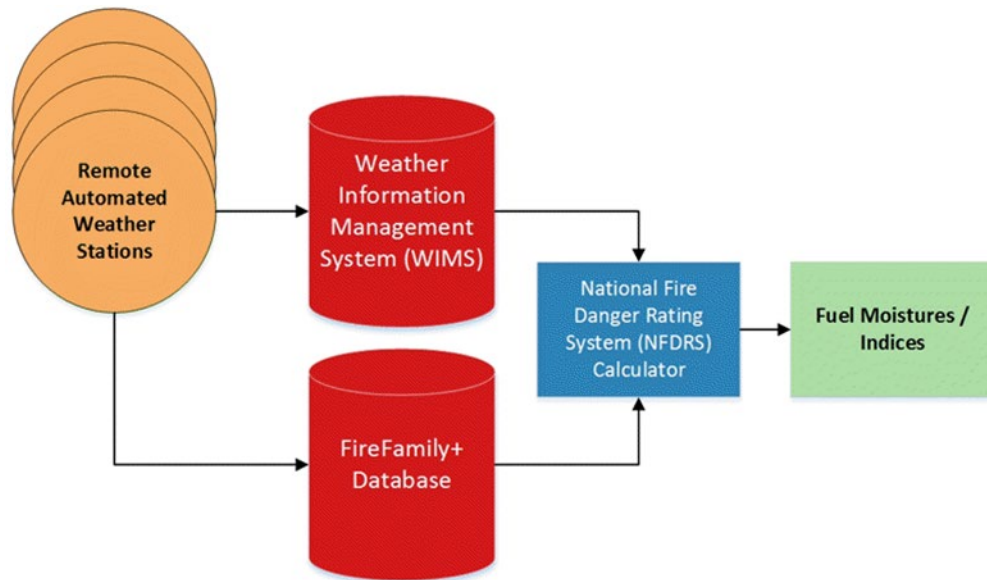 Remote
Automated
Weather
Stations
Weather
Information
Management
System (WIMS)
FireFamily+
Database
National Fire
Danger Rating
System (NFDRS)
Calculator
Fuel Moistures /
Indices